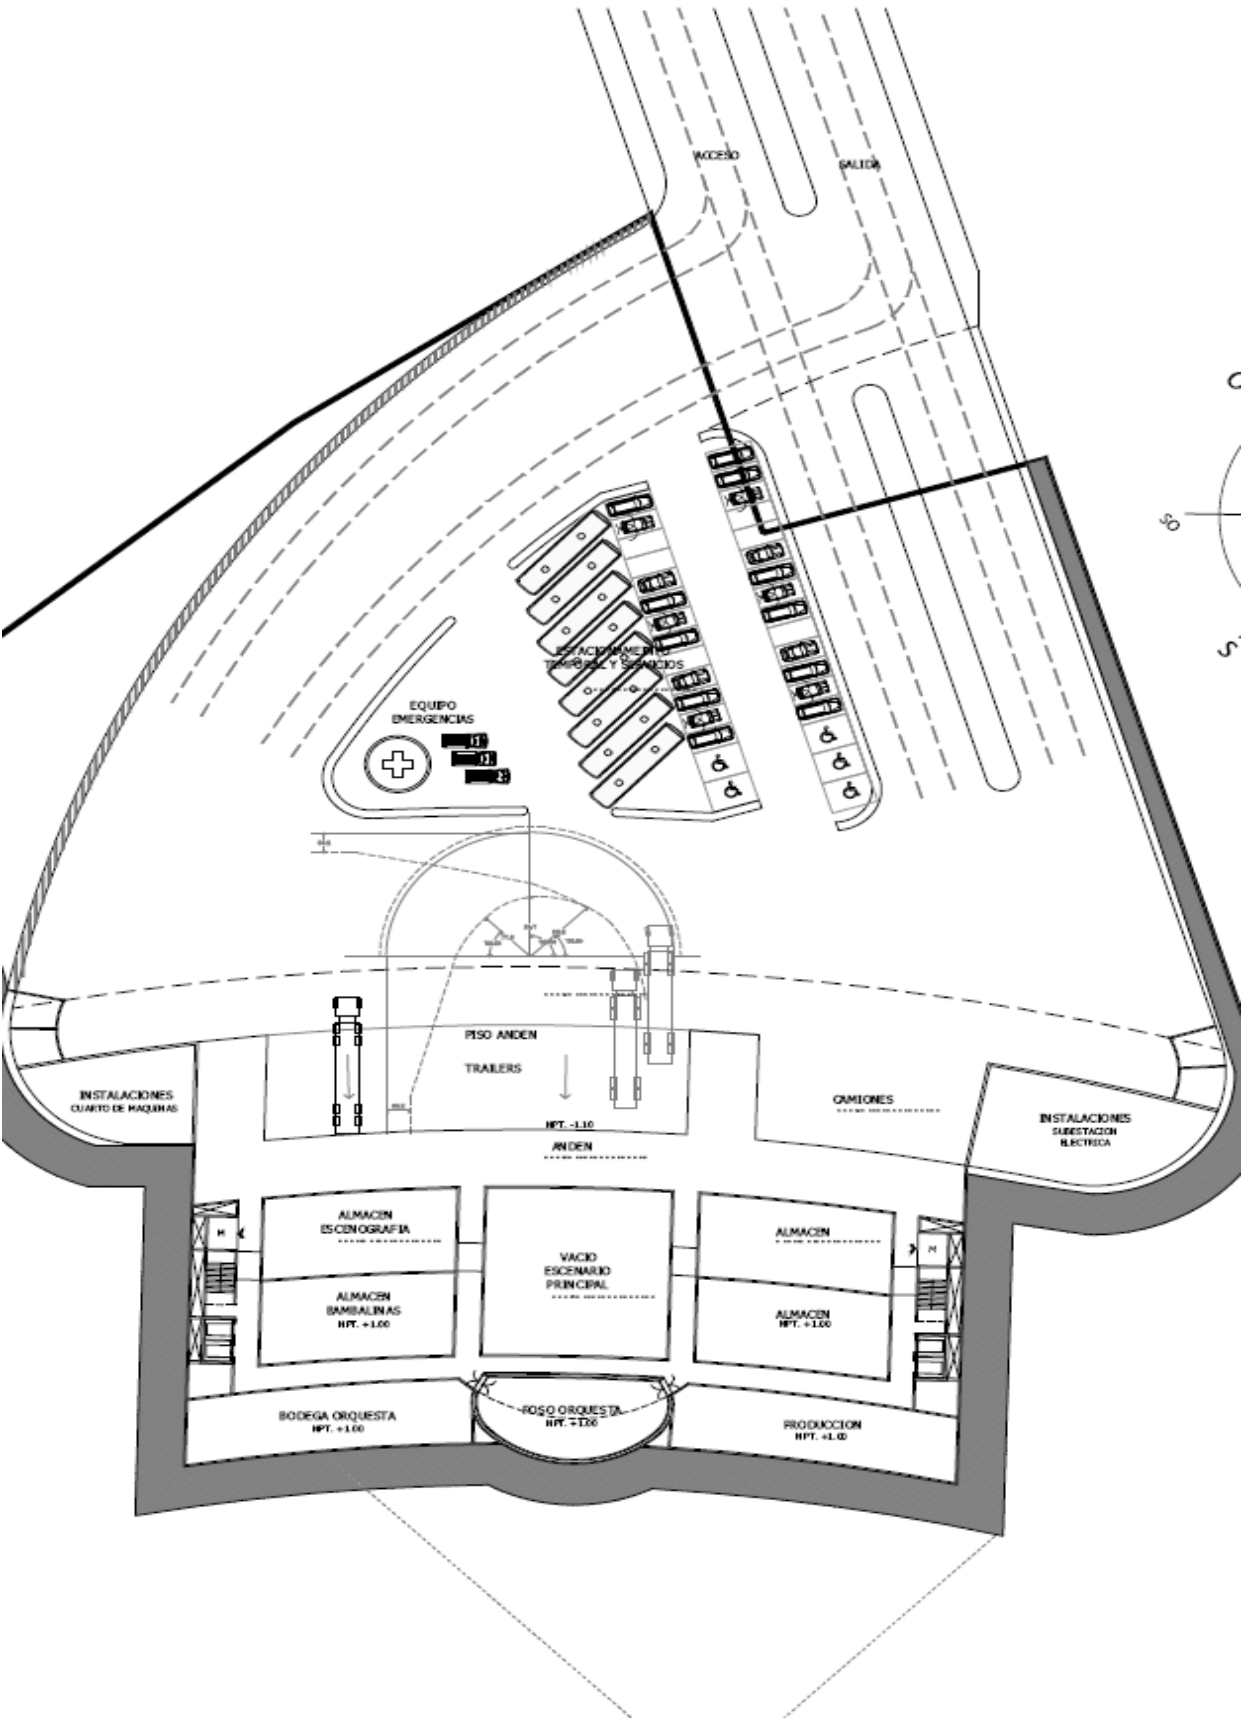 ACCESO
SALIDA
O
SO
S
ESTACIONAMIENTO
TEMPORAL Y SERVICIOS
EQUIPO
EMERGENCIAS
PISO ANDEN
TRAILERS
NPT. -1.10
ANDEN
CAMIONES
INSTALACIONES
CUARTO DE MAQUINAS
INSTALACIONES
SUBESTACION
ELECTRICA
ALMACEN
ESCENOGRAFIA
M
VACIO
ESCENARIO
PRINCIPAL
ALMACEN
M
ALMACEN
BAMBALINAS
NPT. +1.00
ALMACEN
NPT. +1.00
BODEGA ORQUESTA
NPT. +1.00
FOSO ORQUESTA
NPT. +1.00
PRODUCCION
NPT. +1.00